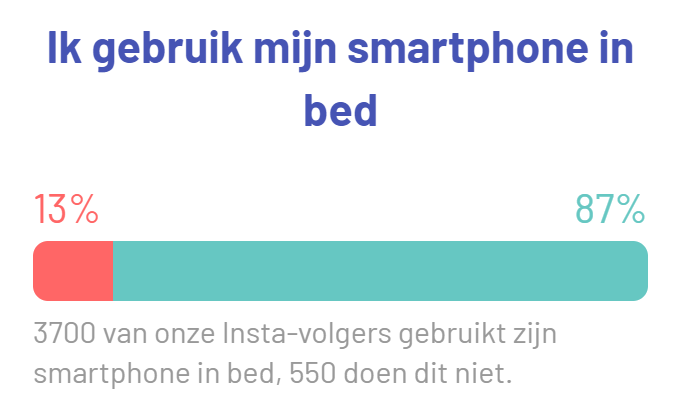 Ik gebruik mijn smartphone in
bed
13% 87%
3700 van onze Insta-volgers gebruikt zijn
smartphone in bed, 550 doen dit niet.